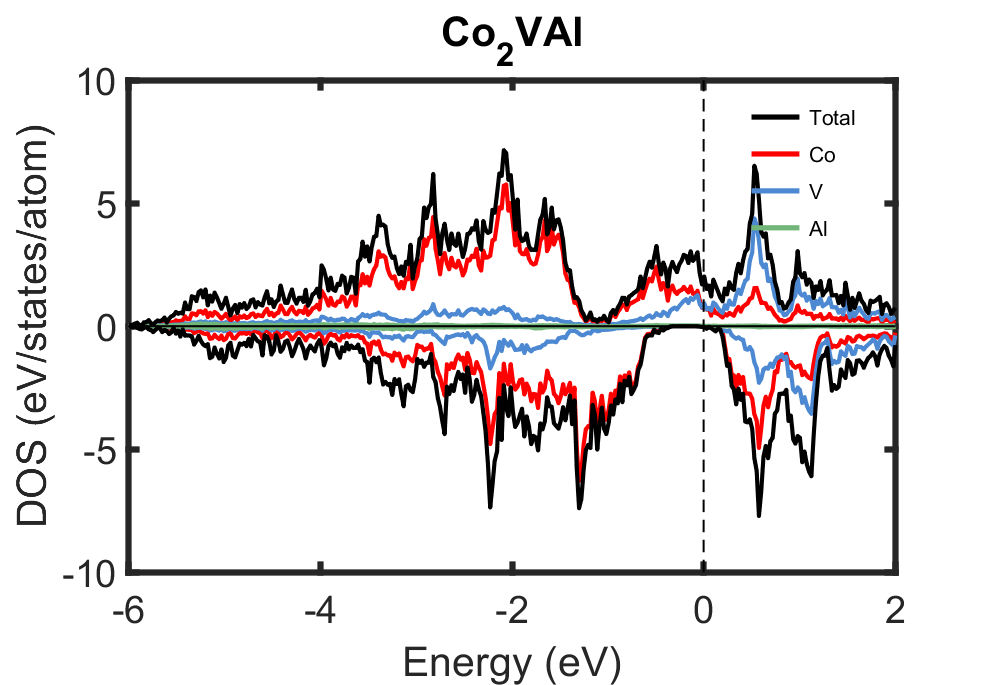 Co₂VAl
10
5
0
-5
-10
DOS (eV/states/atom)
Total
Co
V
Al
-6 -4 -2 0 2
Energy (eV)